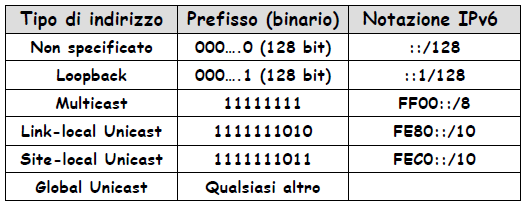 Tipo di indirizzo Prefisso (binario) Notazione IPv6
Non specificato 000….0 (128 bit) ::/128
Loopback 000….1 (128 bit) ::1/128
Multicast 11111111 FF00::/8
Link-local Unicast 1111111010 FE80::/10
Site-local Unicast 1111111011 FEC0::/10
Global Unicast Qualsiasi altro